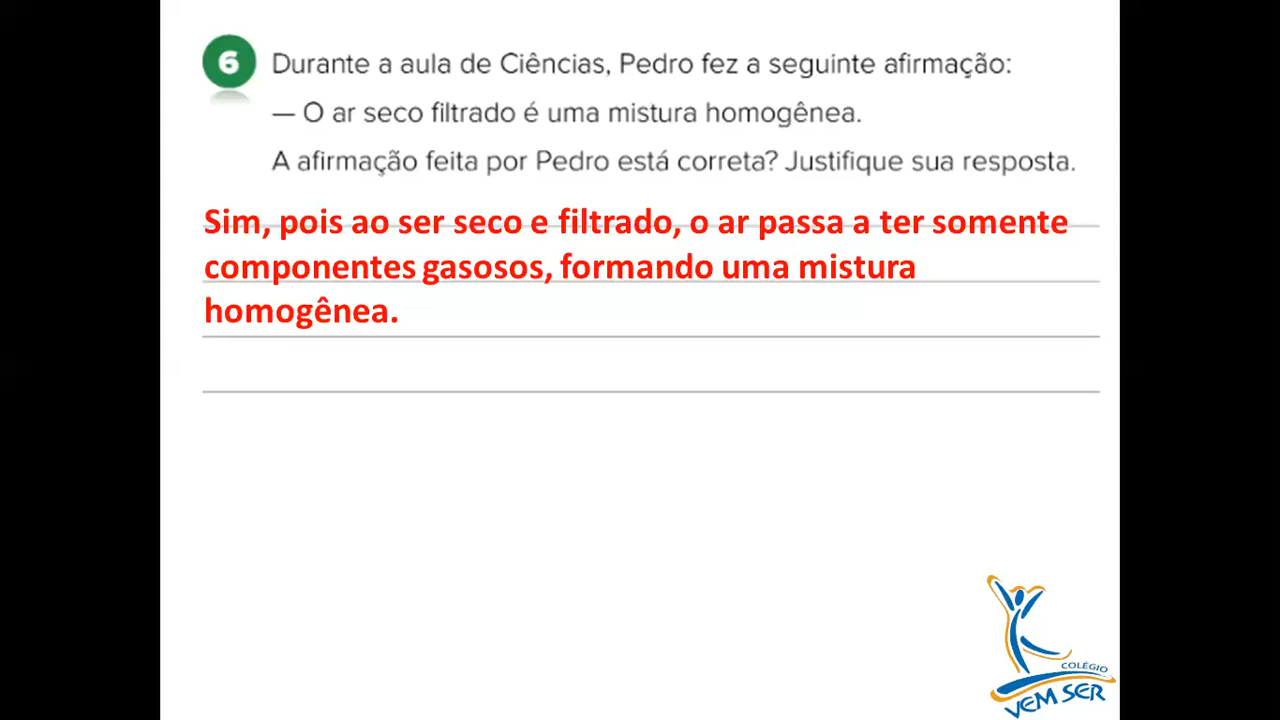 6
Durante a aula de Ciências, Pedro fez a seguinte afirmação:
— O ar seco filtrado é uma mistura homogênea.
A afirmação feita por Pedro está correta? Justifique sua resposta.
Sim, pois ao ser seco e filtrado, o ar passa a ter somente
componentes gasosos, formando uma mistura
homogênea.
COLÉGIO
VEM SER